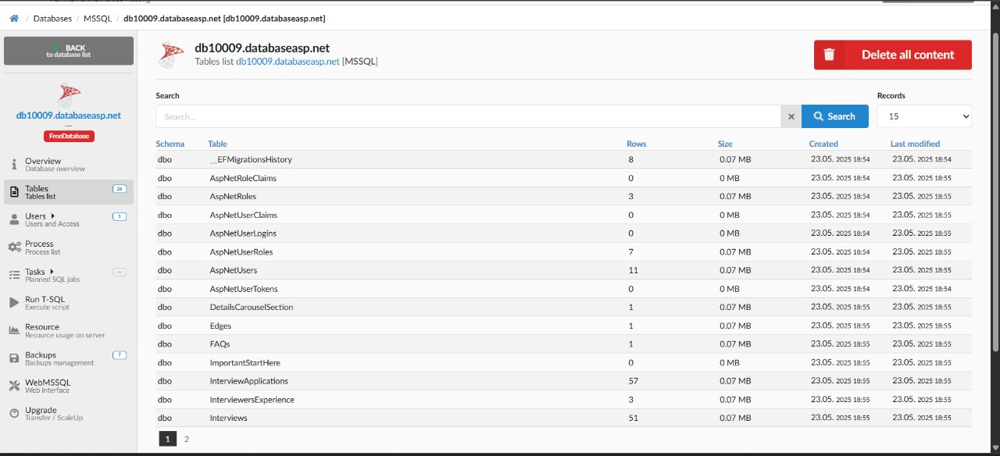 Databases / MSSQL / db10009.databaseasp.net [db10009.databaseasp.net]
BACK
to database list
db10009.databaseasp.net
...
FreeDatabase
Overview
Database overview
Tables 26
Tables list
Users 1
Users and Access
Process
Process list
Tasks --
Planned SQL jobs
Run T-SQL
Execute script
Resource
Resource usage on server
Backups 7
Backups management
WebMSSQL
Web interface
Upgrade
Transfer / ScaleUp
db10009.databaseasp.net
Tables list db10009.databaseasp.net [MSSQL]
Delete all content
Search Records
Search... × Search 15
Schema Table Rows Size Created Last modified
dbo __EFMigrationsHistory 8 0.07 MB 23.05. 2025 18:54 23.05. 2025 18:54
dbo AspNetRoleClaims 0 0 MB 23.05. 2025 18:54 23.05. 2025 18:55
dbo AspNetRoles 3 0.07 MB 23.05. 2025 18:54 23.05. 2025 18:55
dbo AspNetUserClaims 0 0 MB 23.05. 2025 18:54 23.05. 2025 18:55
dbo AspNetUserLogins 0 0 MB 23.05. 2025 18:54 23.05. 2025 18:55
dbo AspNetUserRoles 7 0.07 MB 23.05. 2025 18:54 23.05. 2025 18:55
dbo AspNetUsers 11 0.07 MB 23.05. 2025 18:54 23.05. 2025 18:55
dbo AspNetUserTokens 0 0 MB 23.05. 2025 18:54 23.05. 2025 18:54
dbo DetailsCarouselSection 1 0.07 MB 23.05. 2025 18:55 23.05. 2025 18:55
dbo Edges 1 0.07 MB 23.05. 2025 18:55 23.05. 2025 18:55
dbo FAQs 1 0.07 MB 23.05. 2025 18:55 23.05. 2025 18:55
dbo ImportantStartHere 0 0 MB 23.05. 2025 18:55 23.05. 2025 18:55
dbo InterviewApplications 57 0.07 MB 23.05. 2025 18:55 23.05. 2025 18:55
dbo InterviewersExperience 3 0.07 MB 23.05. 2025 18:55 23.05. 2025 18:55
dbo Interviews 51 0.07 MB 23.05. 2025 18:55 23.05. 2025 18:55
1 2